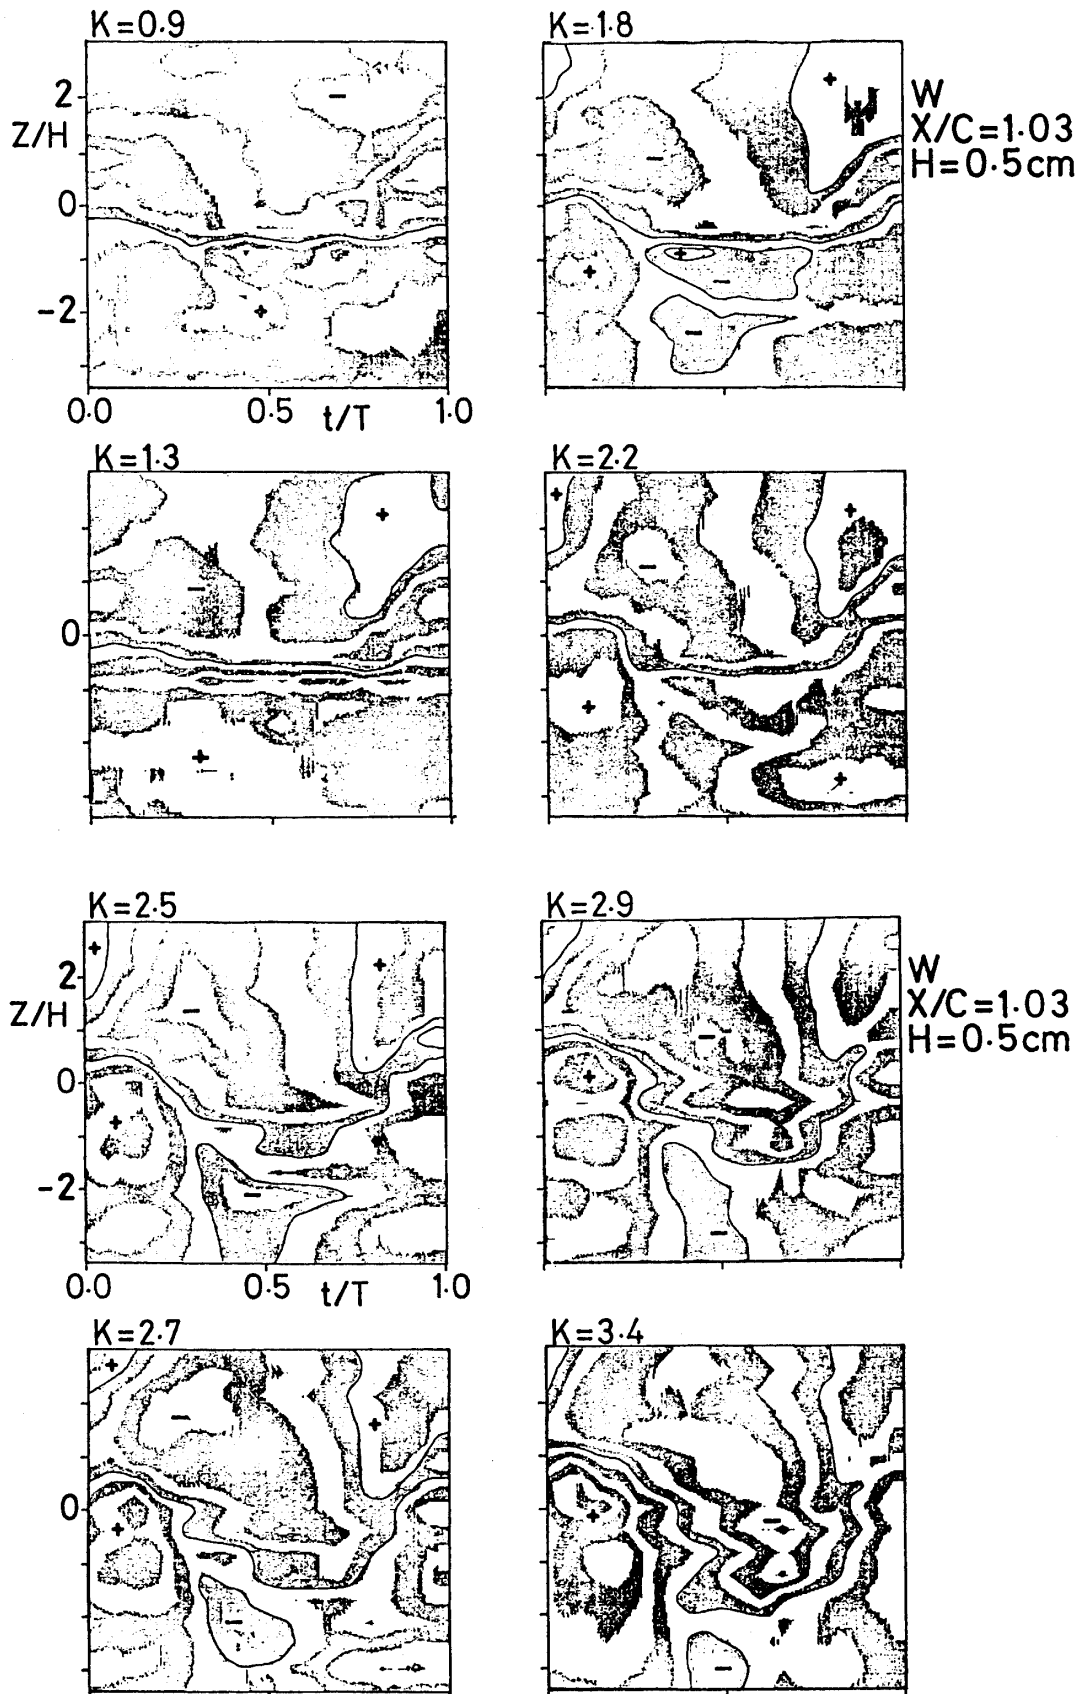 K=0.9
K=1.8
2
Z/H
0
-2
0.0
0.5
t/T
1.0
−
+
−
+
W
X/C=1.03
H=0.5cm
+
+
−
−
K=1.3
K=2.2
0
+
−
+
+
+
−
+
+
K=2.5
K=2.9
2
Z/H
0
-2
0.0
0.5
t/T
1.0
+
+
−
+
−
W
X/C=1.03
H=0.5cm
−
+
−
K=2.7
K=3.4
0
+
−
+
+
−
−
+
−